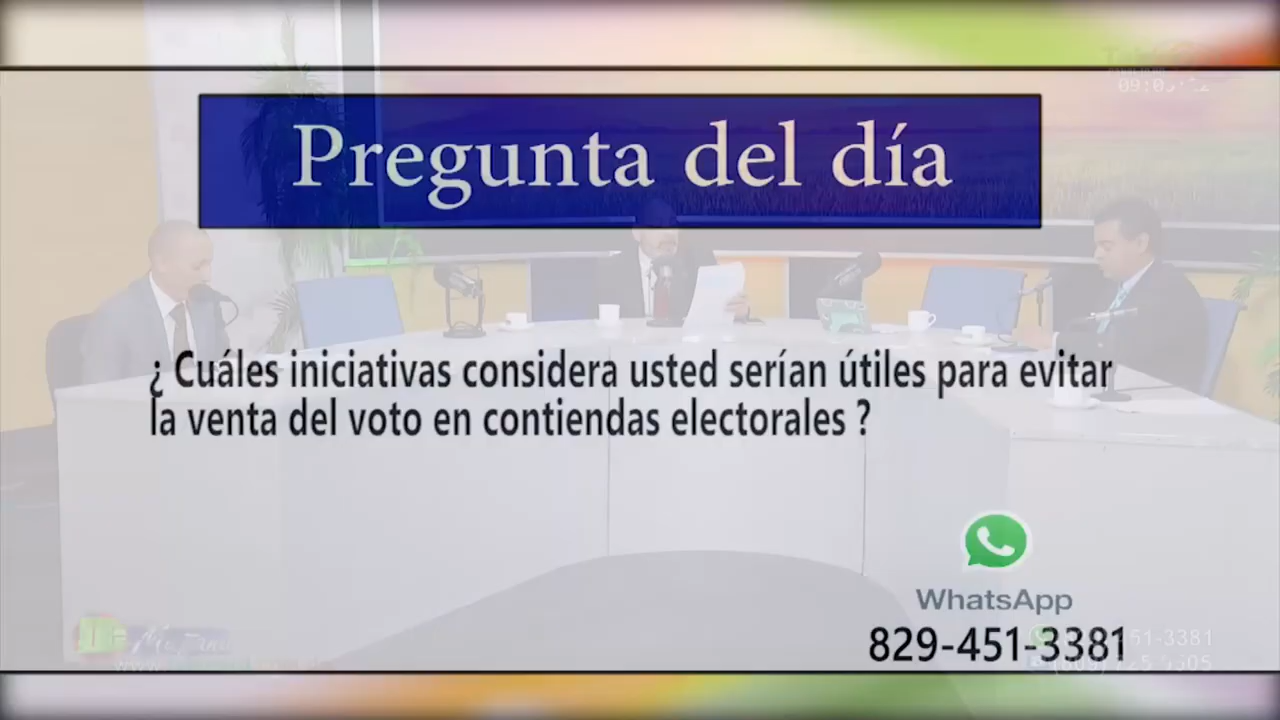 Pregunta del día
¿ Cuáles iniciativas considera usted serían útiles para evitar
la venta del voto en contiendas electorales ?
WhatsApp
829-451-3381